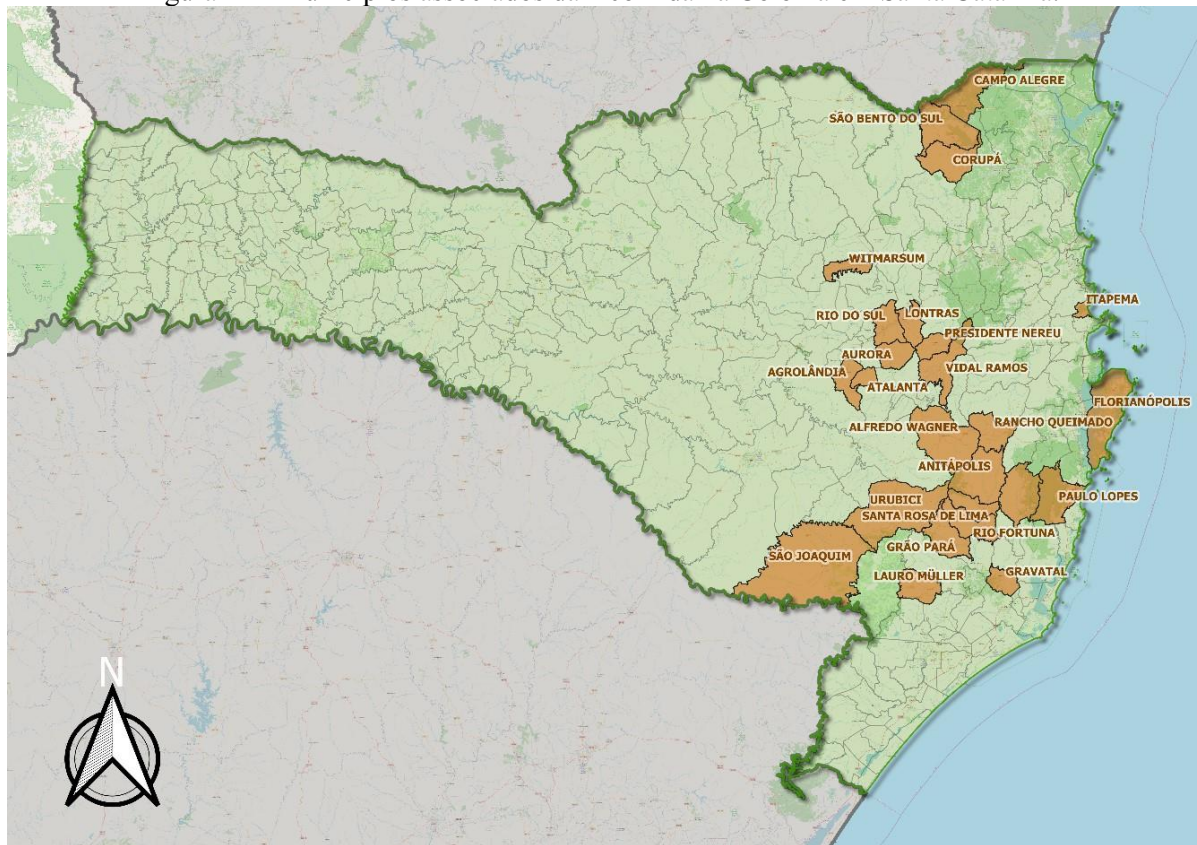 CAMPO ALEGRE
SÃO BENTO DO SUL
CORUPÁ
WITMARSUM
ITAPEMA
RIO DO SUL
LONTRAS
PRESIDENTE NEREU
AURORA
VIDAL RAMOS
AGROLÂNDIA
ATALANTA
FLORIANÓPOLIS
ALFREDO WAGNER
RANCHO QUEIMADO
ANITÁPOLIS
URUBICI
PAULO LOPES
SANTA ROSA DE LIMA
RIO FORTUNA
SÃO JOAQUIM
GRÃO PARÁ
LAURO MÜLLER
GRAVATAL
N